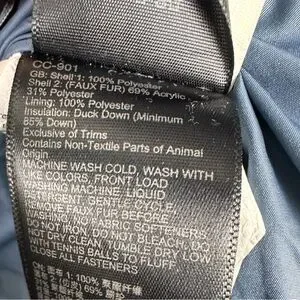 CC-901
GB: Shell 1: 100% Polyester
Shell 2: (FAUX FUR) 69% Acrylic
31% Polyester
Lining: 100% Polyester
Insulation: Duck Down (Minimum
85% Down)
Exclusive of Trims
Contains Non-Textile Parts of Animal
Origin
MACHINE WASH COLD, WASH WITH
LIKE COLORS, FRONT LOAD
WASHING MACHINE, LIQUID
DETERGENT, GENTLE CYCLE,
REMOVE FAUX FUR BEFORE
WASHING, NO FABRIC SOFTENERS
DO NOT IRON, DO NOT BLEACH, DO
NOT DRY CLEAN, TUMBLE DRY LOW
WITH TENNIS BALLS TO FLUFF
CLOSE ALL FASTENERS
1: 100%
69%